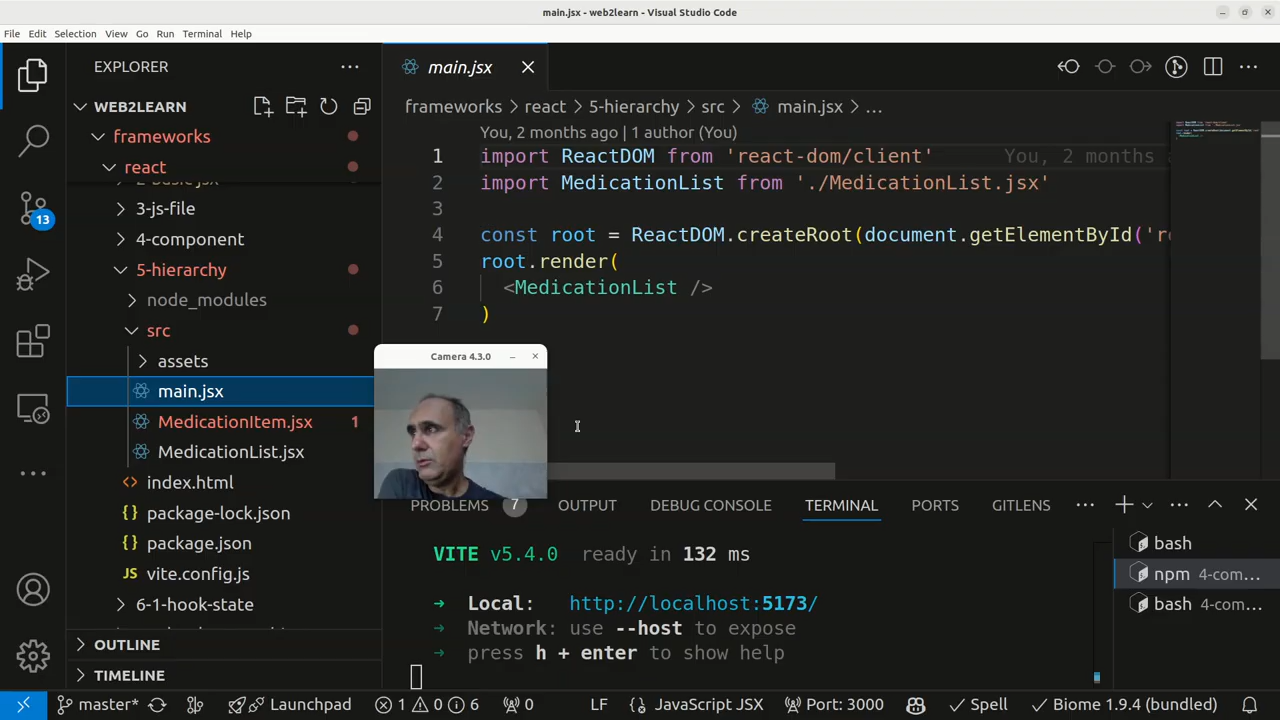 main.jsx - web2learn - Visual Studio Code
File Edit Selection View Go Run Terminal Help
EXPLORER
WEB2LEARN
frameworks
react
3-js-file
4-component
5-hierarchy
node_modules
src
assets
main.jsx
MedicationItem.jsx 1
MedicationList.jsx
index.html
{} package-lock.json
{} package.json
JS vite.config.js
6-1-hook-state
OUTLINE
TIMELINE
13
main.jsx
frameworks > react > 5-hierarchy > src > main.jsx > ...
You, 2 months ago | 1 author (You)
1 import ReactDOM from 'react-dom/client' You, 2 months
2 import MedicationList from './MedicationList.jsx'
3
4 const root = ReactDOM.createRoot(document.getElementById('r
5 root.render(
6 <MedicationList />
7 )
Camera 4.3.0
PROBLEMS 7 OUTPUT DEBUG CONSOLE TERMINAL PORTS GITLENS
VITE v5.4.0 ready in 132 ms
➜ Local: http://localhost:5173/
➜ Network: use --host to expose
➜ press h + enter to show help
bash
npm 4-com...
bash 4-com...
master* Launchpad 1 0 6 0 LF JavaScript JSX Port: 3000 Spell Biome 1.9.4 (bundled)